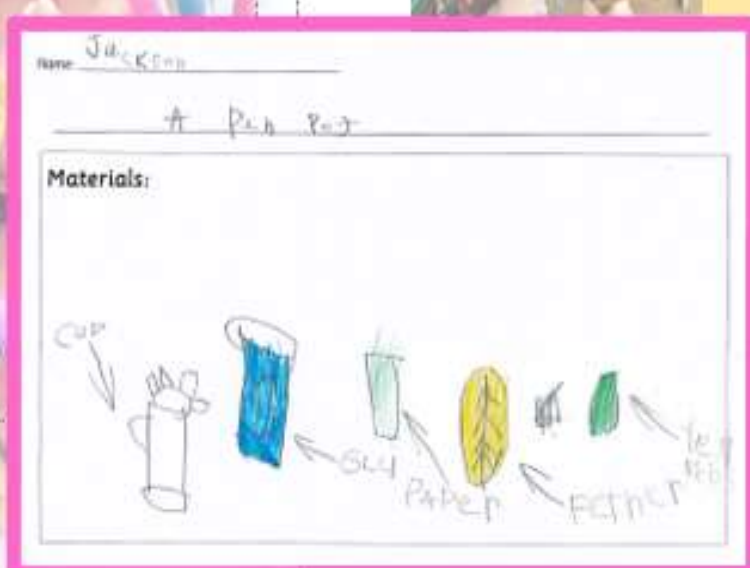 Name Jackson
A Pen Pot
Materials:
cup
GLU
PAPer
FETHer